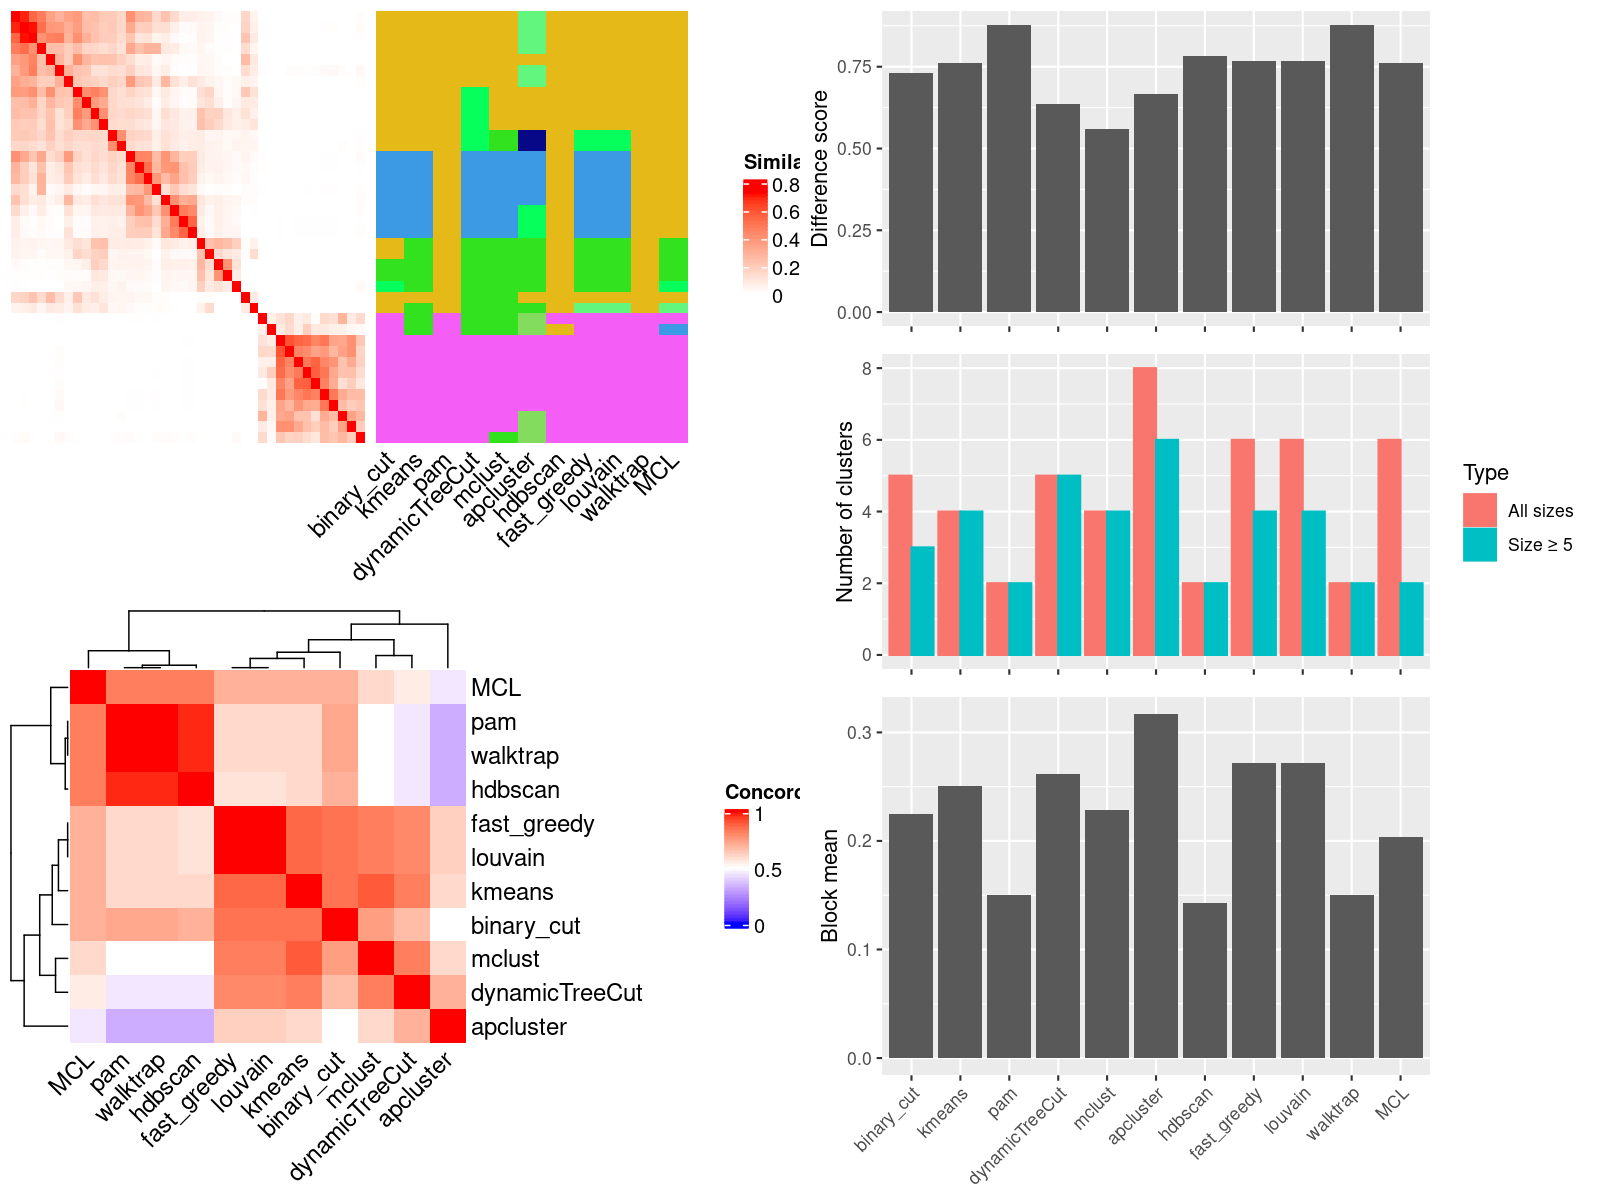 Simila
0.8
0.6
0.4
0.2
0
binary_cut
kmeans
pam
dynamicTreeCut
mclust
apcluster
hdbscan
fast_greedy
louvain
walktrap
MCL
MCL
pam
walktrap
hdbscan
fast_greedy
louvain
kmeans
binary_cut
mclust
dynamicTreeCut
apcluster
MCL
pam
walktrap
hdbscan
fast_greedy
louvain
kmeans
binary_cut
mclust
dynamicTreeCut
apcluster
Concord
1
0.5
0
Difference score
0.75
0.50
0.25
0.00
Number of clusters
8
6
4
2
0
Type
All sizes
Size ≥ 5
Block mean
0.3
0.2
0.1
0.0
binary_cut
kmeans
pam
dynamicTreeCut
mclust
apcluster
hdbscan
fast_greedy
louvain
walktrap
MCL